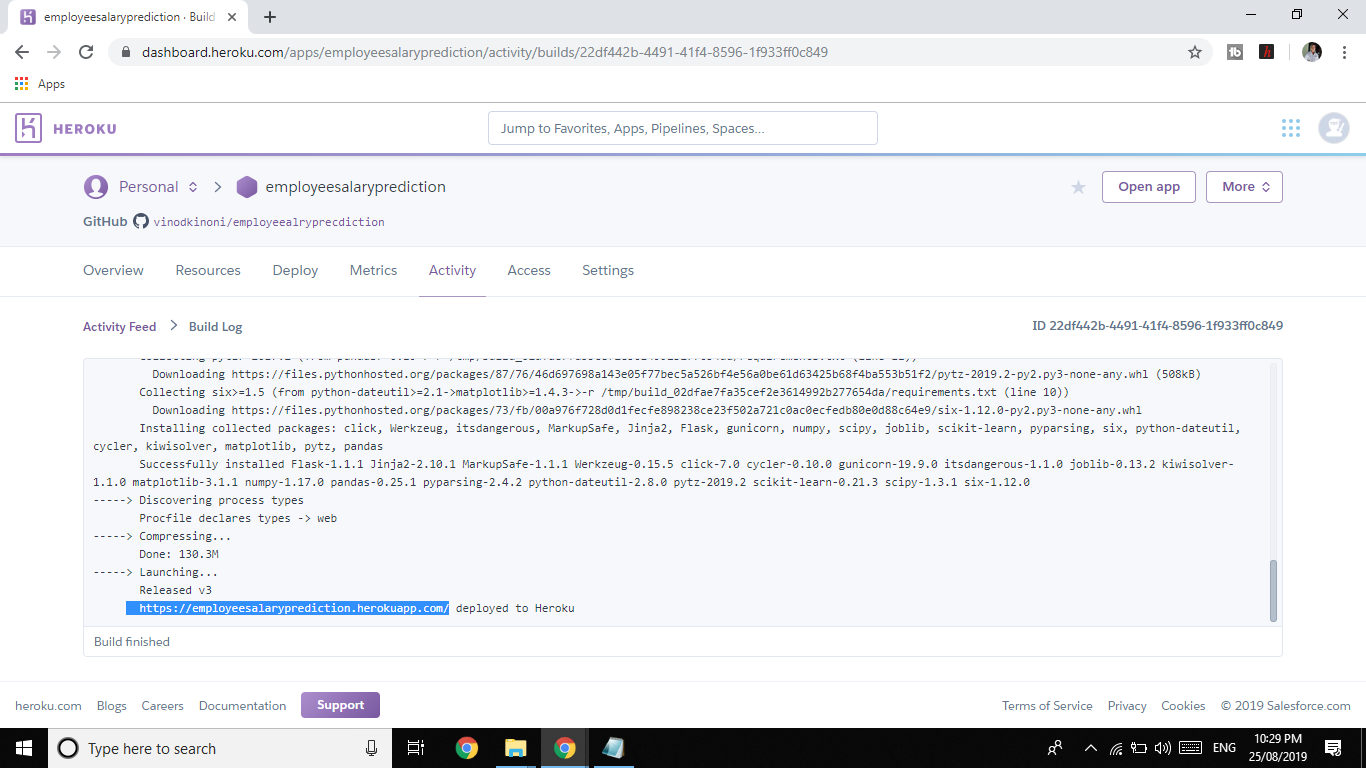 employeesalaryprediction · Build
dashboard.heroku.com/apps/employeesalaryprediction/activity/builds/22df442b-4491-41f4-8596-1f933ff0c849
Apps
HEROKU
Jump to Favorites, Apps, Pipelines, Spaces...
Personal
employeesalaryprediction
Open app
More
GitHub vinodkinoni/employeealryprecdiction
Overview Resources Deploy Metrics Activity Access Settings
Activity Feed > Build Log
ID 22df442b-4491-41f4-8596-1f933ff0c849
Downloading https://files.pythonhosted.org/packages/87/76/46d697698a143e05f77bec5a526bf4e56a0be61d63425b68f4ba553b51f2/pytz-2019.2-py2.py3-none-any.whl (508kB)
Collecting six>=1.5 (from python-dateutil>=2.1->matplotlib>=1.4.3->-r /tmp/build_02dfae7fa35cef2e3614992b277654da/requirements.txt (line 10))
Downloading https://files.pythonhosted.org/packages/73/fb/00a976f728d0d1fecfe898238ce23f502a721c0ac0ecfedb80e0d88c64e9/six-1.12.0-py2.py3-none-any.whl
Installing collected packages: click, Werkzeug, itsdangerous, MarkupSafe, Jinja2, Flask, gunicorn, numpy, scipy, joblib, scikit-learn, pyparsing, six, python-dateutil,
cycler, kiwisolver, matplotlib, pytz, pandas
Successfully installed Flask-1.1.1 Jinja2-2.10.1 MarkupSafe-1.1.1 Werkzeug-0.15.5 click-7.0 cycler-0.10.0 gunicorn-19.9.0 itsdangerous-1.1.0 joblib-0.13.2 kiwisolver-
1.1.0 matplotlib-3.1.1 numpy-1.17.0 pandas-0.25.1 pyparsing-2.4.2 python-dateutil-2.8.0 pytz-2019.2 scikit-learn-0.21.3 scipy-1.3.1 six-1.12.0
-----> Discovering process types
Procfile declares types -> web
-----> Compressing...
Done: 130.3M
-----> Launching...
Released v3
https://employeesalaryprediction.herokuapp.com/ deployed to Heroku
Build finished
heroku.com Blogs Careers Documentation Support
Terms of Service Privacy Cookies © 2019 Salesforce.com
Type here to search
ENG
10:29 PM
25/08/2019